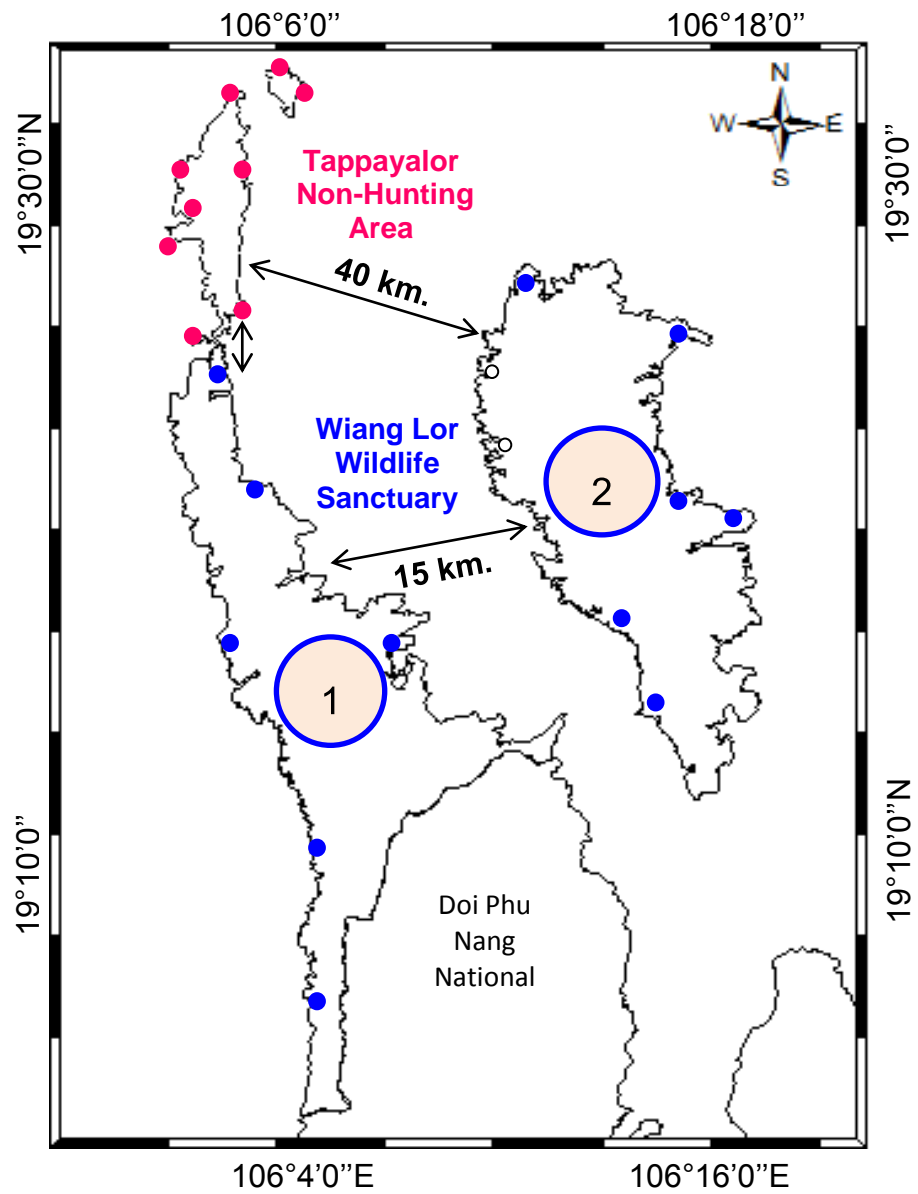 106°6’0’’
106°18’0’’
N
W
E
S
19°30’0’’N
19°30’0’’
Tappayalor
Non-Hunting
Area
40 km.
Wiang Lor
Wildlife
Sanctuary
2
15 km.
1
19°10’0’’
19°10’0’’N
Doi Phu
Nang
National
106°4’0’’E
106°16’0’’E